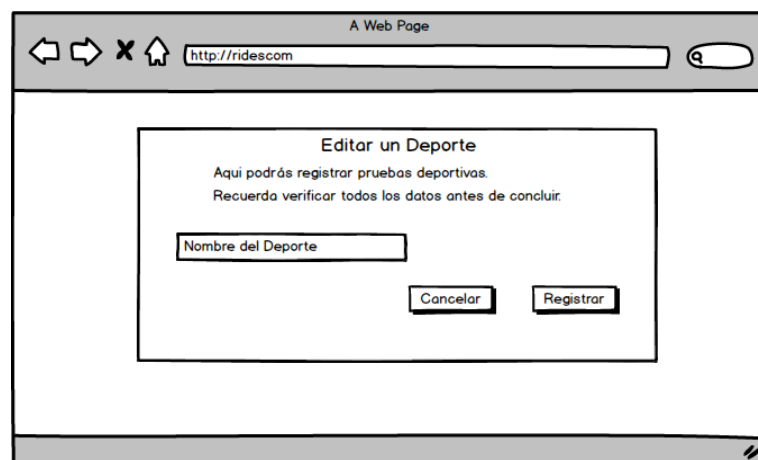 A Web Page
http://ridescom
Editar un Deporte
Aqui podrás registrar pruebas deportivas.
Recuerda verificar todos los datos antes de concluir.
Nombre del Deporte
Cancelar
Registrar